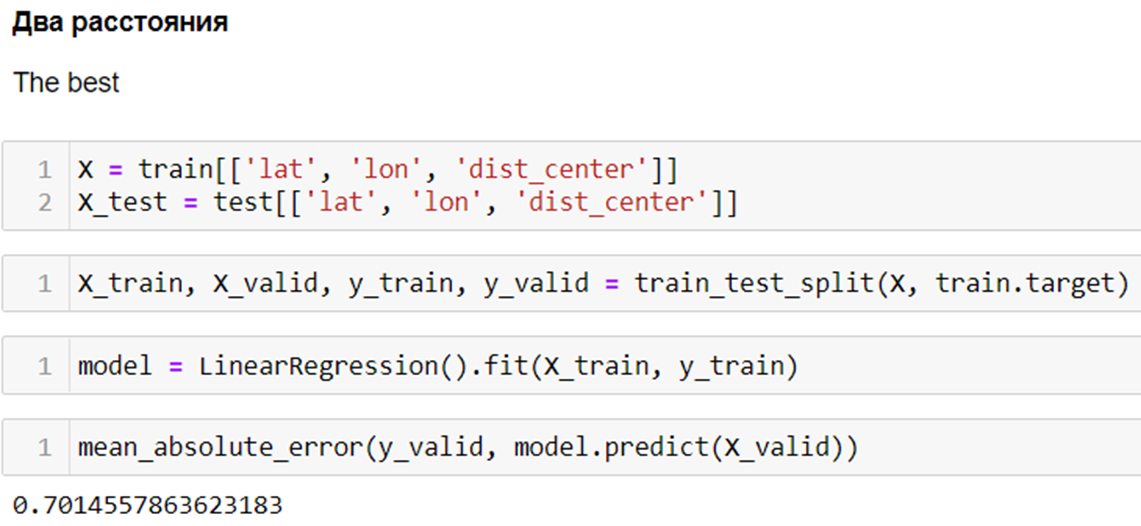 Два расстояния
The best
1 X = train[['lat', 'lon', 'dist_center']]
2 X_test = test[['lat', 'lon', 'dist_center']]
1 X_train, X_valid, y_train, y_valid = train_test_split(X, train.target)
1 model = LinearRegression().fit(X_train, y_train)
1 mean_absolute_error(y_valid, model.predict(X_valid))
0.7014557863623183